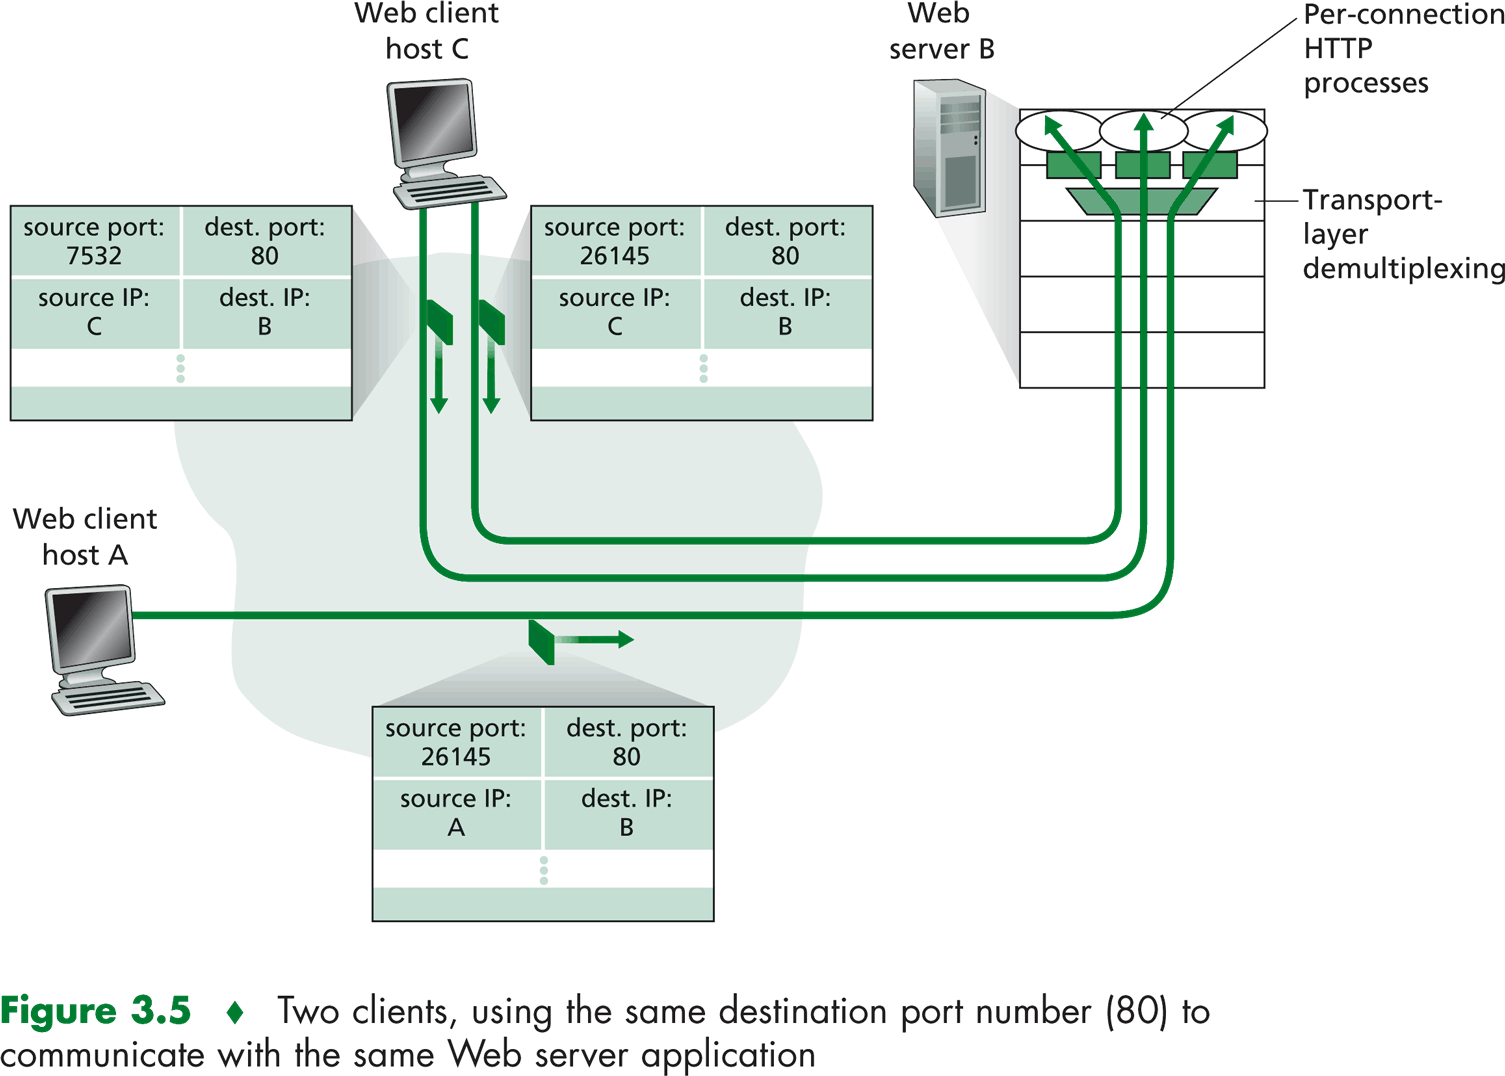 Web client
host C
Web
server B
Per-connection
HTTP
processes
Transport-
layer
demultiplexing
source port:
7532
dest. port:
80
source IP:
C
dest. IP:
B
source port:
26145
dest. port:
80
source IP:
C
dest. IP:
B
Web client
host A
source port:
26145
dest. port:
80
source IP:
A
dest. IP:
B
Figure 3.5 ♦ Two clients, using the same destination port number (80) to
communicate with the same Web server application